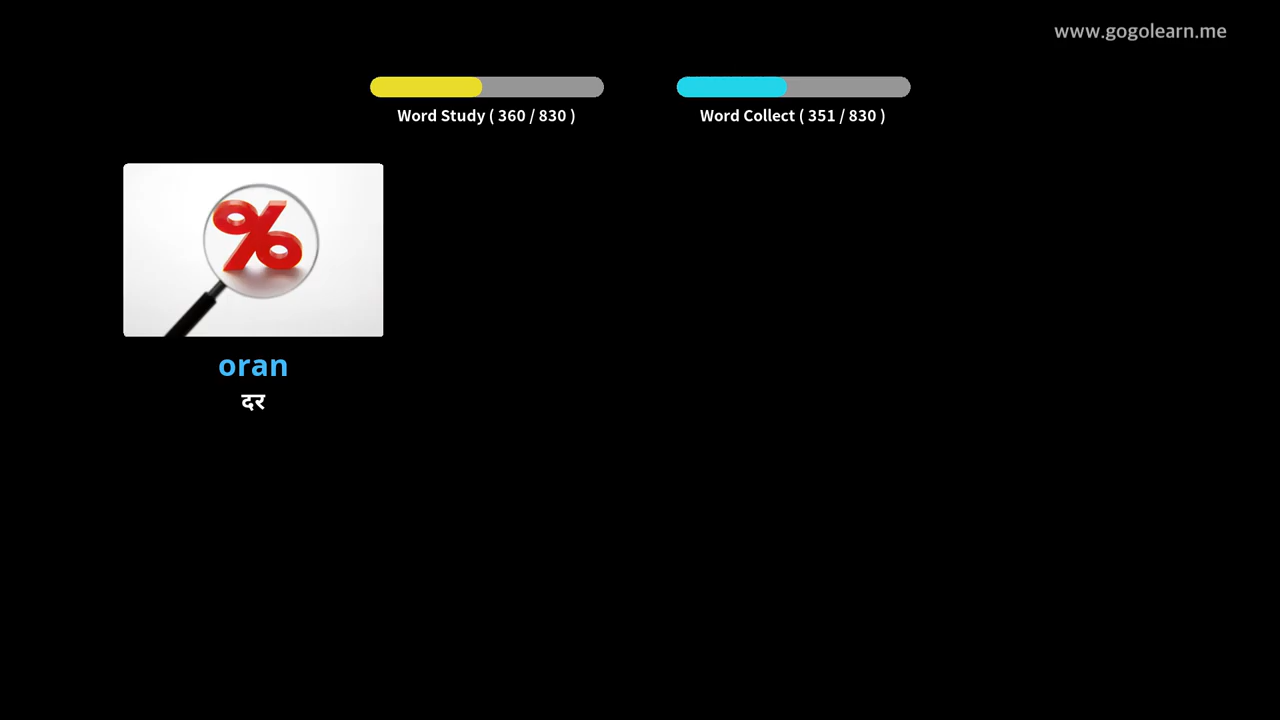 www.gogolearn.me
Word Study ( 360 / 830 )
Word Collect ( 351 / 830 )
%
oran
दर